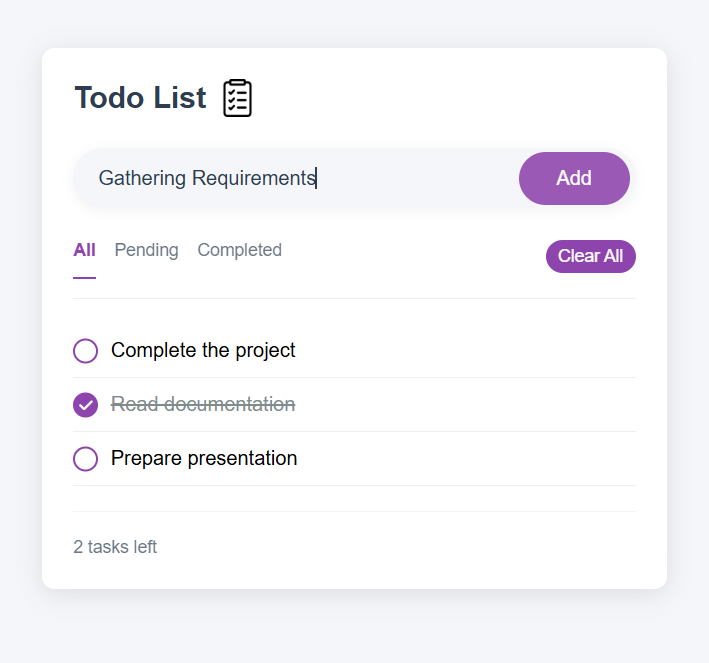 Todo List
Gathering Requirements Add
All Pending Completed Clear All
Complete the project
Read documentation
Prepare presentation
2 tasks left